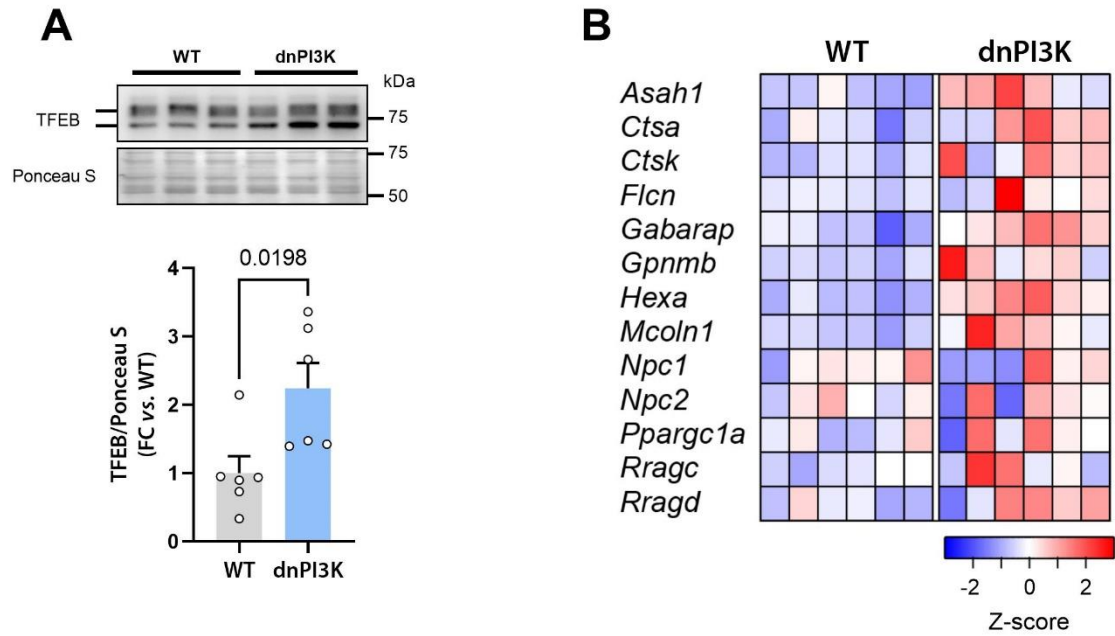 A
WT dnPI3K
kDa
TFEB
75
Ponceau S
75
50
0.0198
TFEB/Ponceau S
(FC vs. WT)
4
3
2
1
0
WT dnPI3K
B
WT dnPI3K
Asah1
Ctsa
Ctsk
Flcn
Gabarap
Gpnmb
Hexa
Mcoln1
Npc1
Npc2
Ppargc1a
Rragc
Rragd
-2 0 2
Z-score